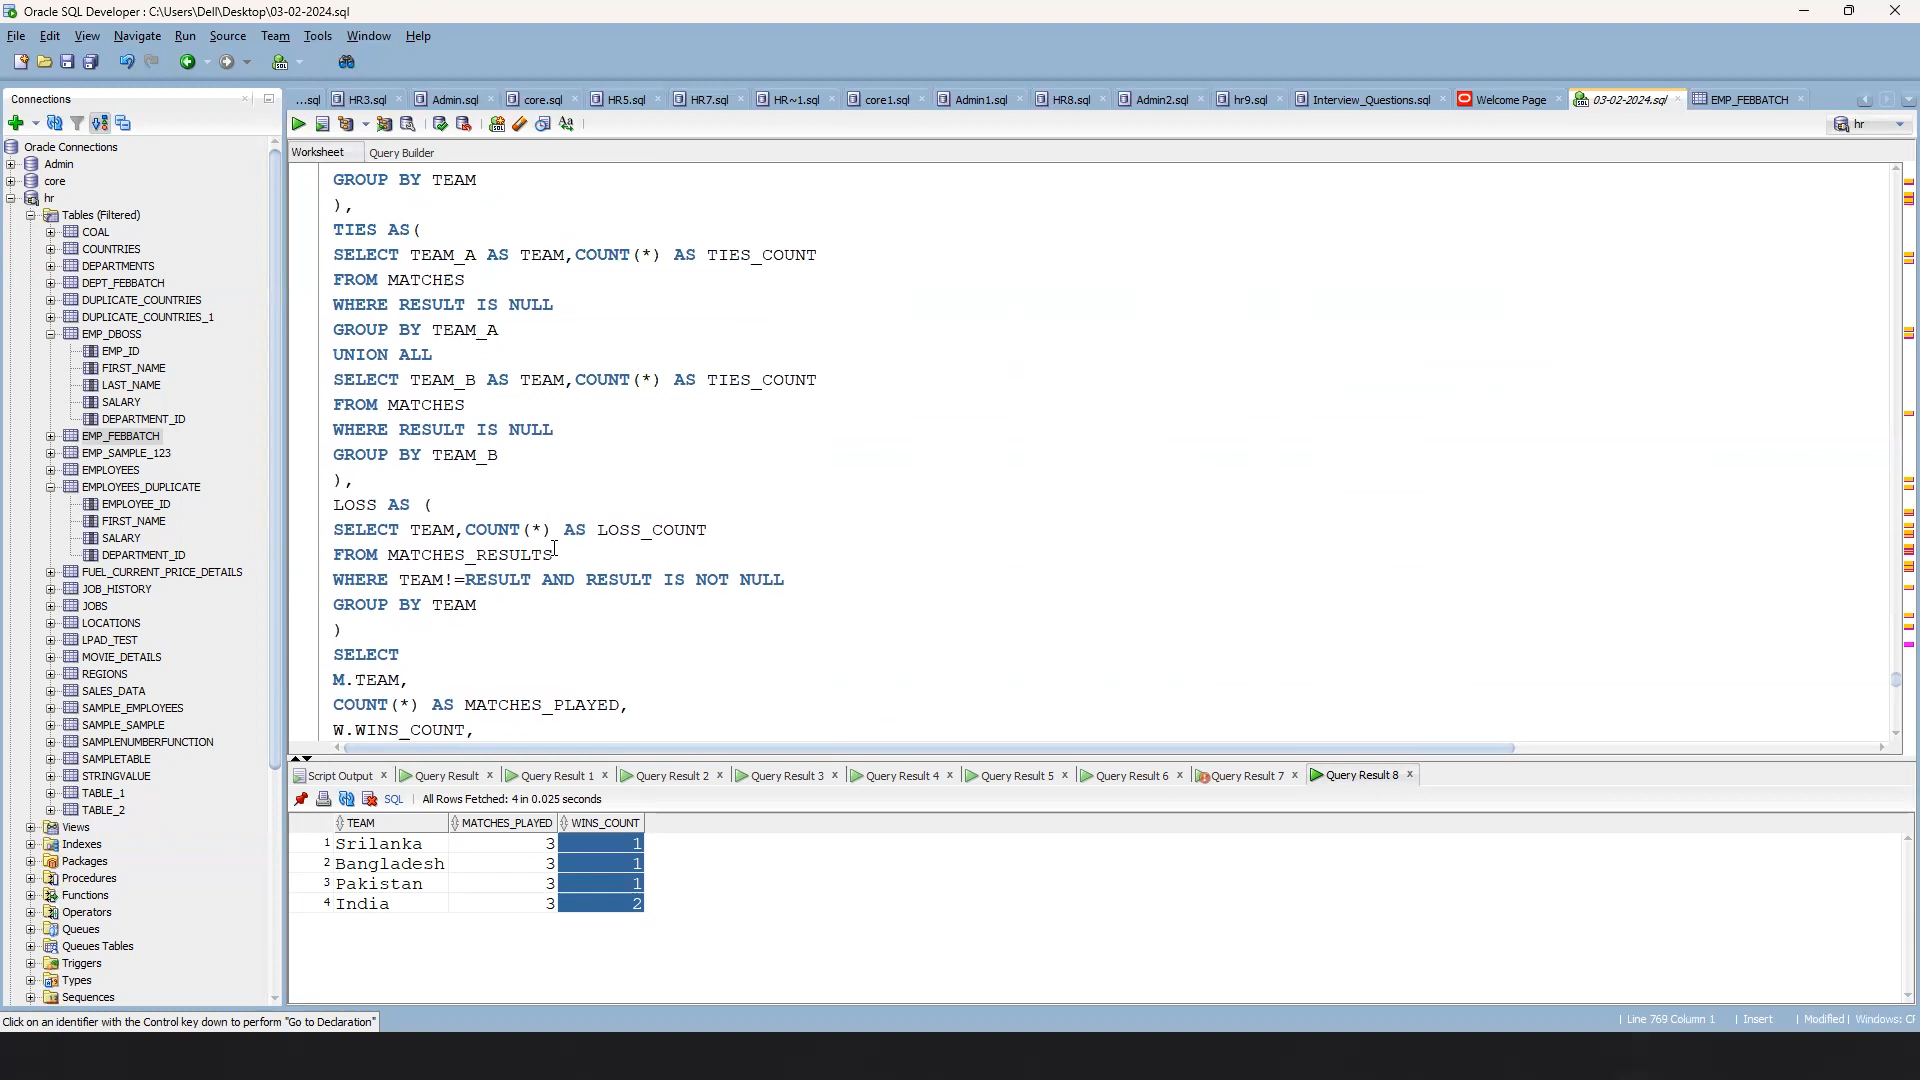 Oracle SQL Developer : C:\Users\Dell\Desktop\03-02-2024.sql
File Edit View Navigate Run Source Team Tools Window Help
Connections
...sql HR3.sql Admin.sql core.sql HR5.sql HR7.sql HR~1.sql core1.sql Admin1.sql HR8.sql Admin2.sql hr9.sql Interview_Questions.sql Welcome Page 03-02-2024.sql EMP_FEBBATCH
hr
Worksheet Query Builder
Oracle Connections
Admin
core
hr
Tables (Filtered)
COAL
COUNTRIES
DEPARTMENTS
DEPT_FEBBATCH
DUPLICATE_COUNTRIES
DUPLICATE_COUNTRIES_1
EMP_DBOSS
EMP_ID
FIRST_NAME
LAST_NAME
SALARY
DEPARTMENT_ID
EMP_FEBBATCH
EMP_SAMPLE_123
EMPLOYEES
EMPLOYEES_DUPLICATE
EMPLOYEE_ID
FIRST_NAME
SALARY
DEPARTMENT_ID
FUEL_CURRENT_PRICE_DETAILS
JOB_HISTORY
JOBS
LOCATIONS
LPAD_TEST
MOVIE_DETAILS
REGIONS
SALES_DATA
SAMPLE_EMPLOYEES
SAMPLE_SAMPLE
SAMPLENUMBERFUNCTION
SAMPLETABLE
STRINGVALUE
TABLE_1
TABLE_2
Views
Indexes
Packages
Procedures
Functions
Operators
Queues
Queues Tables
Triggers
Types
Sequences
GROUP BY TEAM
),
TIES AS(
SELECT TEAM_A AS TEAM,COUNT(*) AS TIES_COUNT
FROM MATCHES
WHERE RESULT IS NULL
GROUP BY TEAM_A
UNION ALL
SELECT TEAM_B AS TEAM,COUNT(*) AS TIES_COUNT
FROM MATCHES
WHERE RESULT IS NULL
GROUP BY TEAM_B
),
LOSS AS (
SELECT TEAM,COUNT(*) AS LOSS_COUNT
FROM MATCHES_RESULTS
WHERE TEAM!=RESULT AND RESULT IS NOT NULL
GROUP BY TEAM
)
SELECT
M.TEAM,
COUNT(*) AS MATCHES_PLAYED,
W.WINS_COUNT,
Script Output Query Result Query Result 1 Query Result 2 Query Result 3 Query Result 4 Query Result 5 Query Result 6 Query Result 7 Query Result 8
SQL All Rows Fetched: 4 in 0.025 seconds
TEAM MATCHES_PLAYED WINS_COUNT
1 Srilanka 3 1
2 Bangladesh 3 1
3 Pakistan 3 1
4 India 3 2
Click on an identifier with the Control key down to perform "Go to Declaration"
Line 769 Column 1 Insert Modified Windows: CF